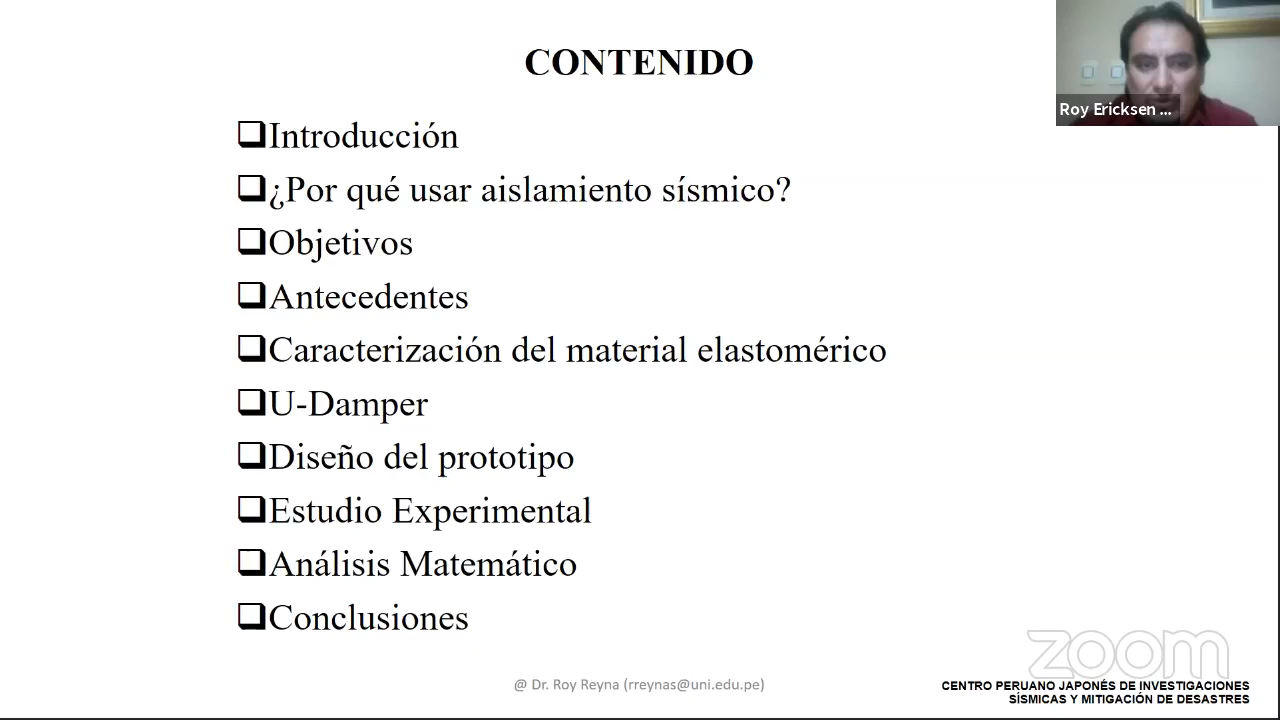 CONTENIDO
Roy Ericksen ...
Introducción
¿Por qué usar aislamiento sísmico?
Objetivos
Antecedentes
Caracterización del material elastomérico
U-Damper
Diseño del prototipo
Estudio Experimental
Análisis Matemático
Conclusiones
zoom
@ Dr. Roy Reyna (rreynas@uni.edu.pe)
CENTRO PERUANO JAPONÉS DE INVESTIGACIONES
SÍSMICAS Y MITIGACIÓN DE DESASTRES